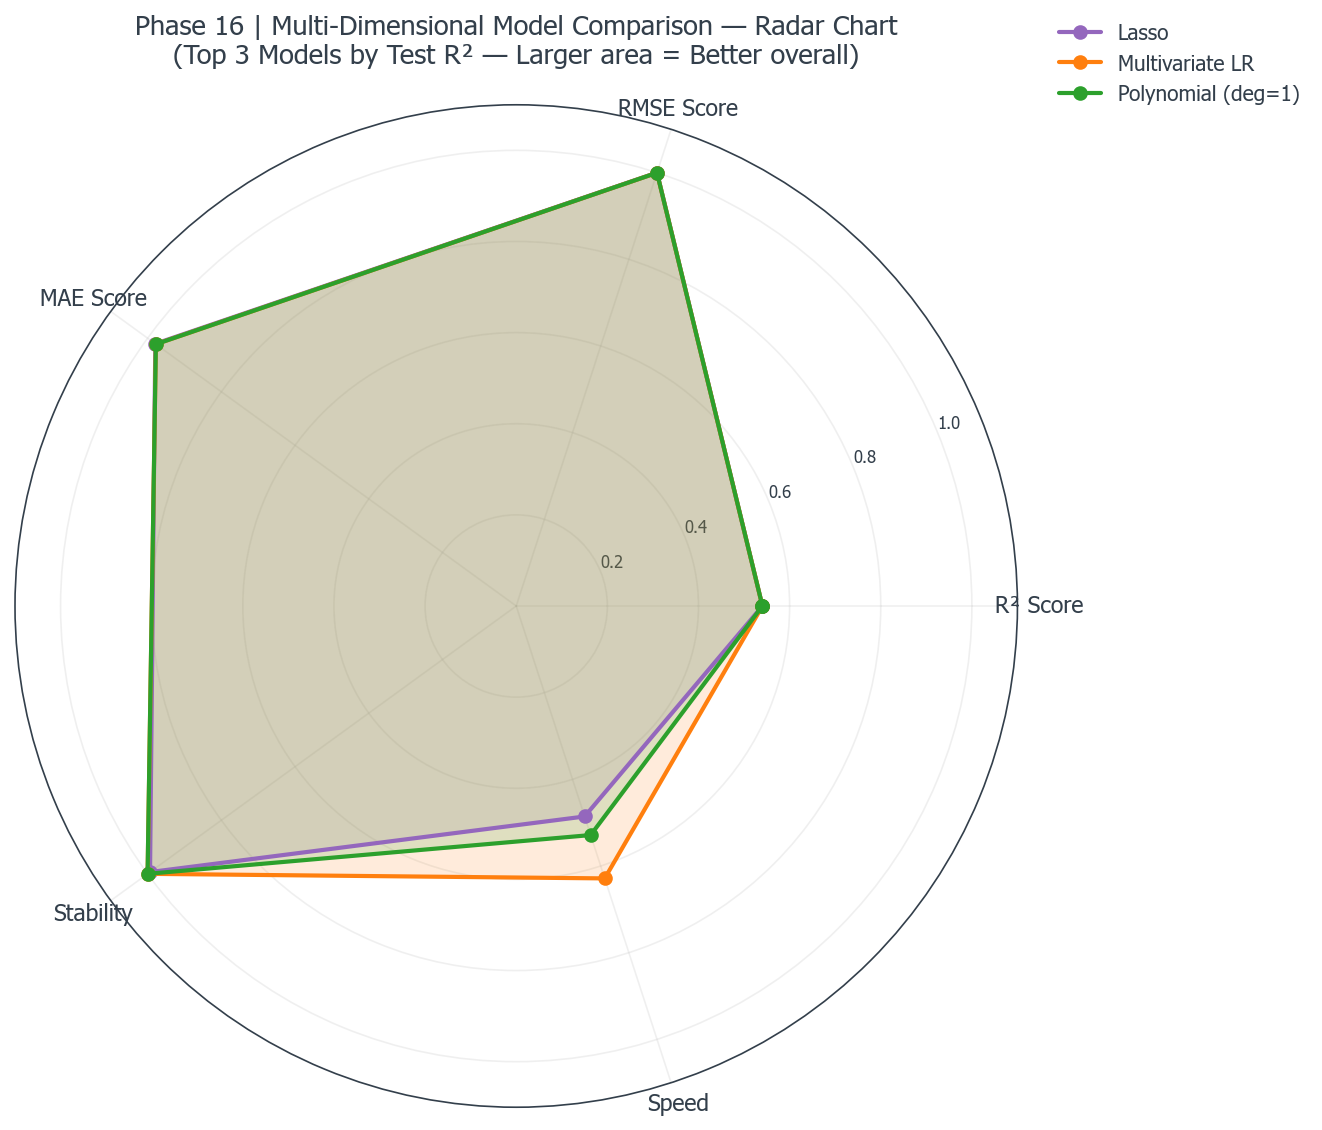 Phase 16 | Multi-Dimensional Model Comparison — Radar Chart
(Top 3 Models by Test R² — Larger area = Better overall)
Lasso
Multivariate LR
Polynomial (deg=1)
RMSE Score
MAE Score
1.0
0.8
0.6
0.4
0.2
R² Score
Stability
Speed